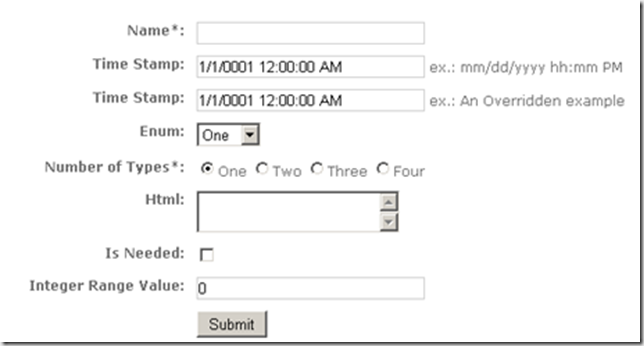 Name*:
Time Stamp: 1/1/0001 12:00:00 AM ex.: mm/dd/yyyy hh:mm PM
Time Stamp: 1/1/0001 12:00:00 AM ex.: An Overridden example
Enum: One
Number of Types*: One Two Three Four
Html:
Is Needed:
Integer Range Value: 0
Submit